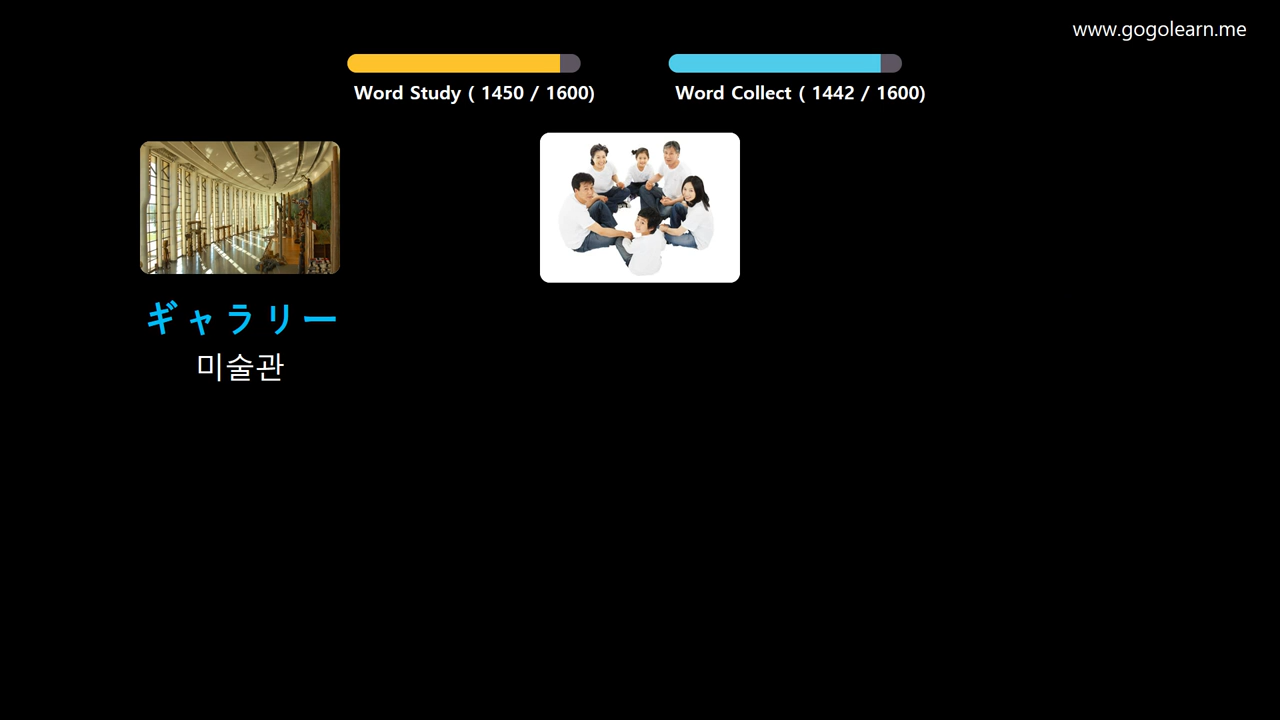 www.gogolearn.me
Word Study ( 1450 / 1600)
Word Collect ( 1442 / 1600)
ギャラリー
미술관